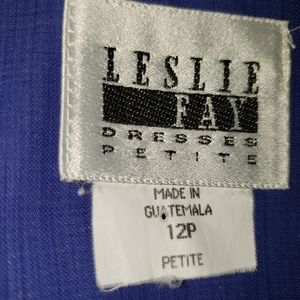 LESLIE
FAY
DRESSES
PETITE
MADE IN
GUATEMALA
12P
PETITE